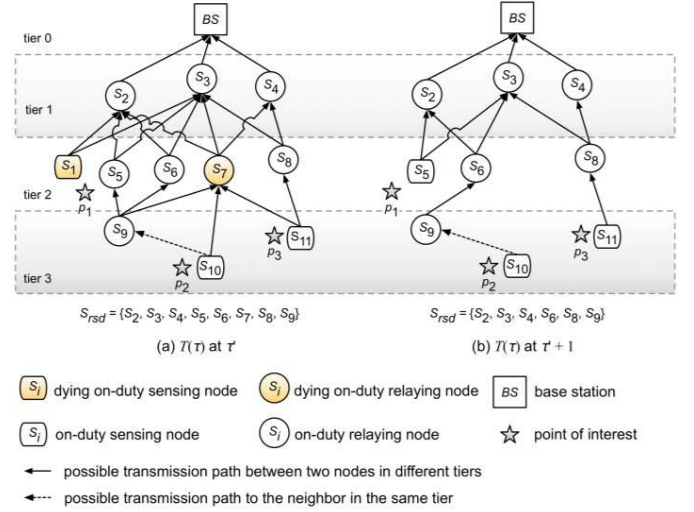 BS
BS
tier 0
S3
S3
S2
S4
S2
S4
tier 1
S1
S5
S6
S7
S8
S5
S6
S8
tier 2
p1
p1
S9
p3
S11
S9
p3
S11
S10
S10
tier 3
p2
p2
Srsd = {S2, S3, S4, S5, S6, S7, S8, S9}
Srsd = {S2, S3, S4, S6, S8, S9}
(a) T(τ) at τ'
(b) T(τ) at τ' + 1
Si dying on-duty sensing node
Si dying on-duty relaying node
BS base station
Si on-duty sensing node
Si on-duty relaying node
point of interest
possible transmission path between two nodes in different tiers
possible transmission path to the neighbor in the same tier